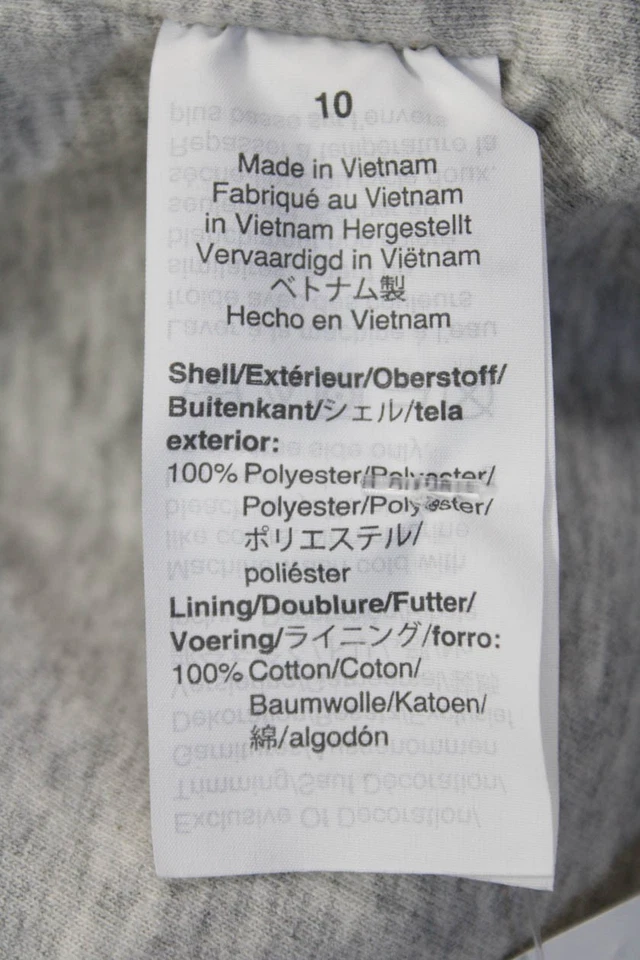 10
Made in Vietnam
Fabriqué au Vietnam
in Vietnam Hergestellt
Vervaardigd in Viëtnam
ベトナム製
Hecho en Vietnam
Shell/Extérieur/Oberstoff/
Buitenkant/シェル/tela
exterior:
100% Polyester/Polyester/
Polyester/Polyester/
ポリエステル/
poliéster
Lining/Doublure/Futter/
Voering/ライニング/forro:
100% Cotton/Coton/
Baumwolle/Katoen/
綿/algodón